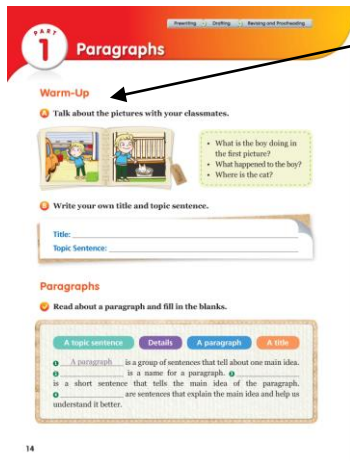 Prewriting Drafting Revising and Proofreading
PART
1 Paragraphs
Warm-Up
A Talk about the pictures with your classmates.
• What is the boy doing in
the first picture?
• What happened to the boy?
• Where is the cat?
B Write your own title and topic sentence.
Title:
Topic Sentence:
Paragraphs
Read about a paragraph and fill in the blanks.
A topic sentence Details A paragraph A title
1 A paragraph is a group of sentences that tell about one main idea.
2 is a name for a paragraph. 3
is a short sentence that tells the main idea of the paragraph.
4 are sentences that explain the main idea and help us
understand it better.
14